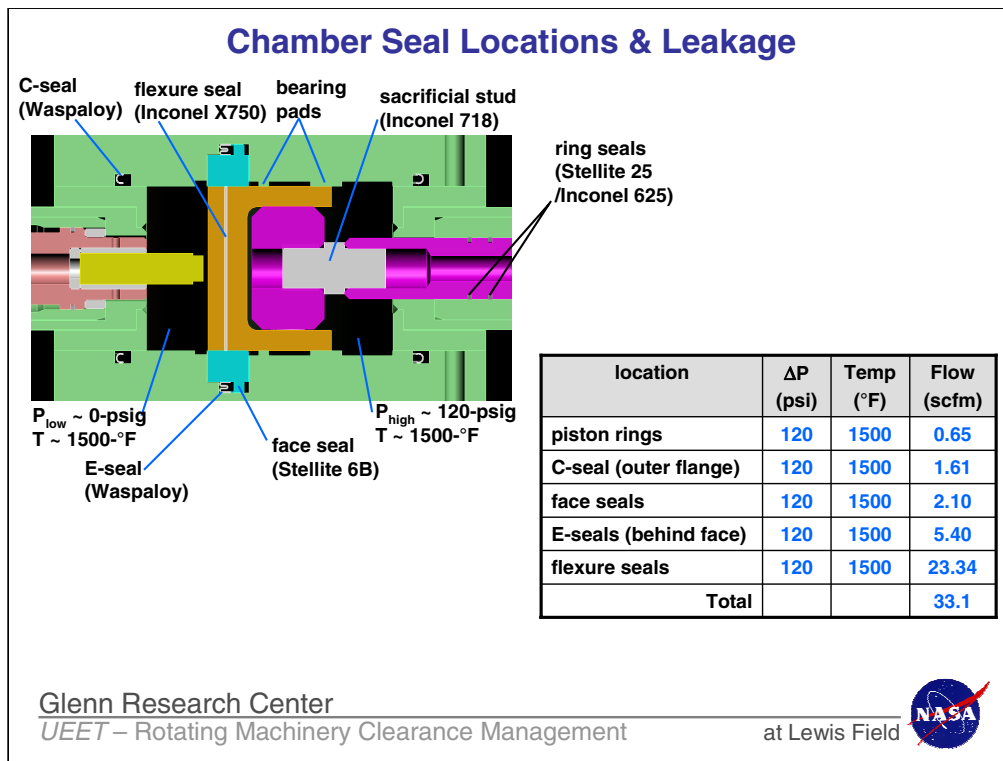 Chamber Seal Locations & Leakage
C-seal
(Waspaloy)
flexure seal
(Inconel X750)
bearing
pads
sacrificial stud
(Inconel 718)
ring seals
(Stellite 25
/Inconel 625)
Plow ~ 0-psig
T ~ 1500-°F
E-seal
(Waspaloy)
face seal
(Stellite 6B)
Phigh ~ 120-psig
T ~ 1500-°F
location ΔP (psi) Temp (°F) Flow (scfm)
piston rings 120 1500 0.65
C-seal (outer flange) 120 1500 1.61
face seals 120 1500 2.10
E-seals (behind face) 120 1500 5.40
flexure seals 120 1500 23.34
Total 33.1
Glenn Research Center
UEET – Rotating Machinery Clearance Management
at Lewis Field
NASA